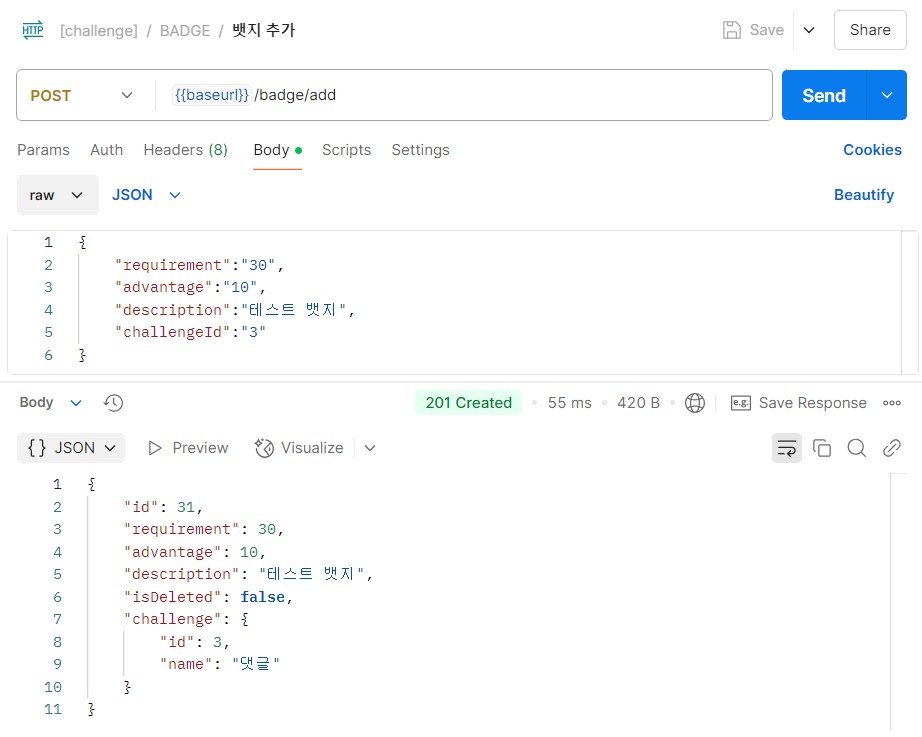 HTTP [challenge] / BADGE / 뱃지 추가 Save Share
POST {{baseurl}} /badge/add Send
Params Auth Headers (8) Body Scripts Settings Cookies
raw JSON Beautify
1 {
2 "requirement":"30",
3 "advantage":"10",
4 "description":"테스트 뱃지",
5 "challengeId":"3"
6 }
Body 201 Created 55 ms 420 B e.g. Save Response
{} JSON Preview Visualize
1 {
2 "id": 31,
3 "requirement": 30,
4 "advantage": 10,
5 "description": "테스트 뱃지",
6 "isDeleted": false,
7 "challenge": {
8 "id": 3,
9 "name": "댓글"
10 }
11 }